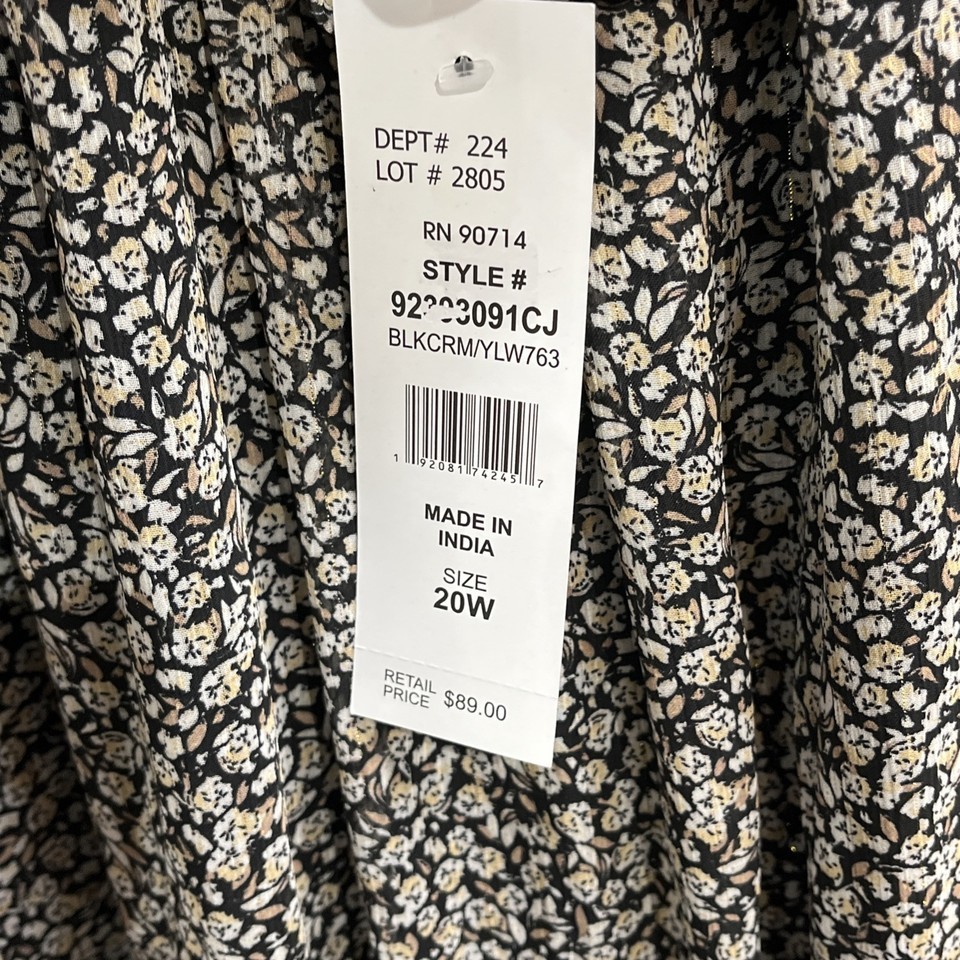 DEPT# 224
LOT # 2805
RN 90714
STYLE #
BLKCRM/YLW763
1 92081 74245 7
MADE IN
INDIA
SIZE
20W
RETAIL
PRICE $89.00